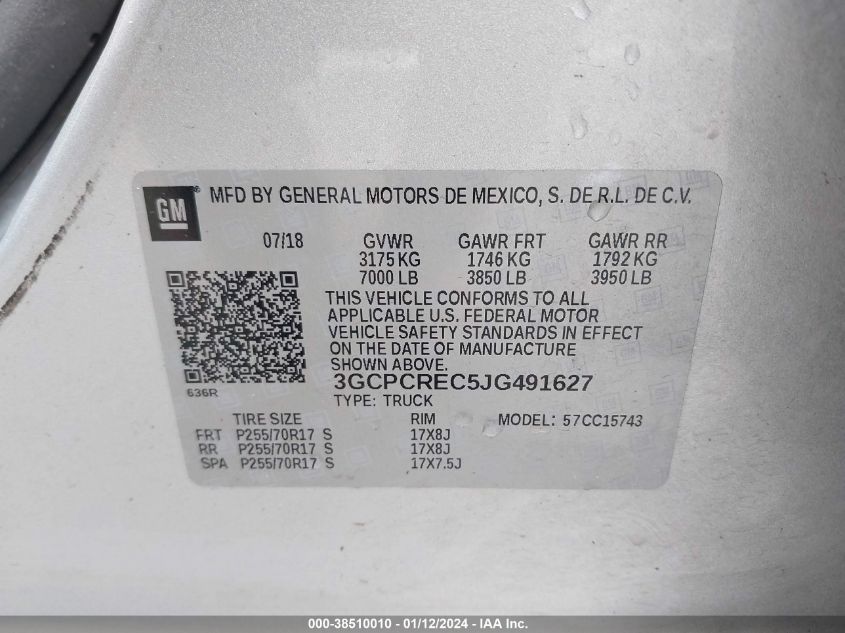 GM ® MFD BY GENERAL MOTORS DE MEXICO, S. DE R.L. DE C.V.
07/18 GVWR GAWR FRT GAWR RR
3175 KG 1746 KG 1792 KG
7000 LB 3850 LB 3950 LB
THIS VEHICLE CONFORMS TO ALL
APPLICABLE U.S. FEDERAL MOTOR
VEHICLE SAFETY STANDARDS IN EFFECT
ON THE DATE OF MANUFACTURE
SHOWN ABOVE.
3GCPCREC5JG491627
636R TYPE: TRUCK
TIRE SIZE RIM MODEL: 57CC15743
FRT P255/70R17 S 17X8J
RR P255/70R17 S 17X8J
SPA P255/70R17 S 17X7.5J
000-38510010 - 01/12/2024 - IAA Inc.